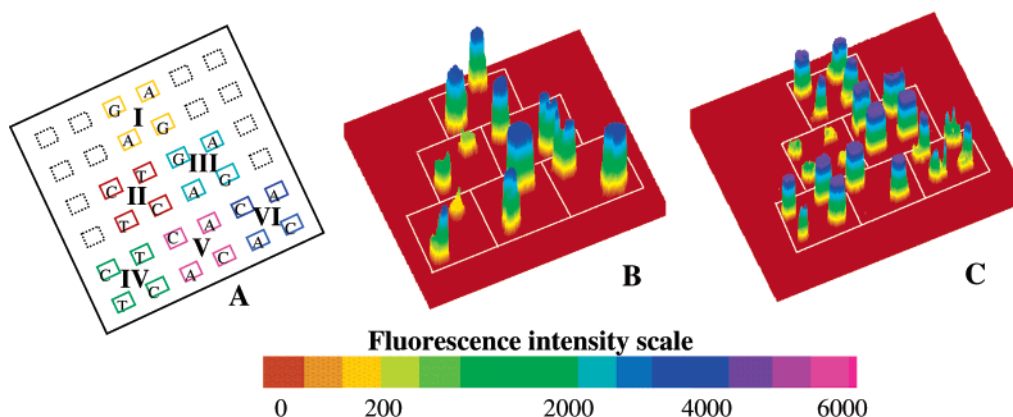 G A
I
A G
G A
III
A G
C T
II
T C
C A
VI
A C
C A
V
A C
C T
IV
T C
A
B
C
Fluorescence intensity scale
0 200 2000 4000 6000